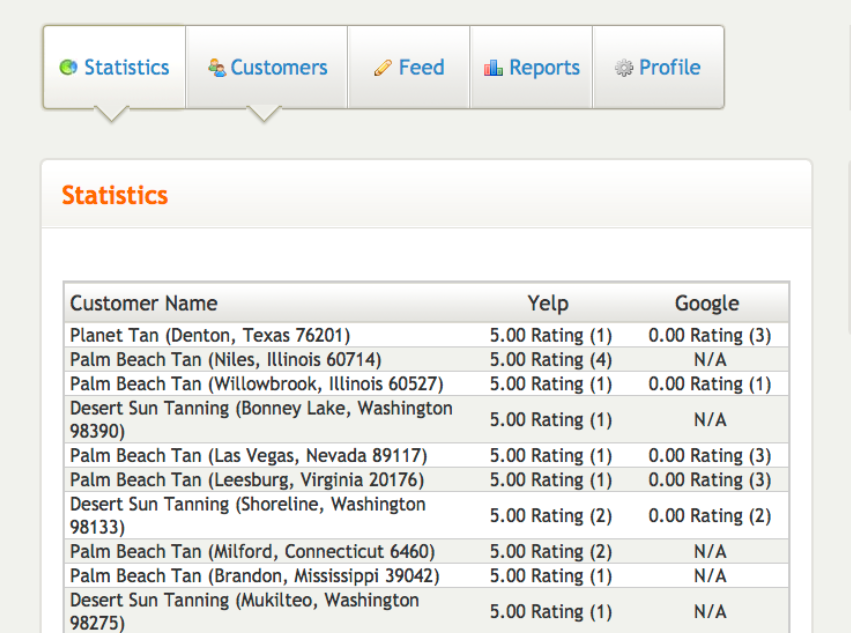 Statistics Customers Feed Reports Profile
Statistics
Customer Name Yelp Google
Planet Tan (Denton, Texas 76201) 5.00 Rating (1) 0.00 Rating (3)
Palm Beach Tan (Niles, Illinois 60714) 5.00 Rating (4) N/A
Palm Beach Tan (Willowbrook, Illinois 60527) 5.00 Rating (1) 0.00 Rating (1)
Desert Sun Tanning (Bonney Lake, Washington
98390) 5.00 Rating (1) N/A
Palm Beach Tan (Las Vegas, Nevada 89117) 5.00 Rating (1) 0.00 Rating (3)
Palm Beach Tan (Leesburg, Virginia 20176) 5.00 Rating (1) 0.00 Rating (3)
Desert Sun Tanning (Shoreline, Washington
98133) 5.00 Rating (2) 0.00 Rating (2)
Palm Beach Tan (Milford, Connecticut 6460) 5.00 Rating (2) N/A
Palm Beach Tan (Brandon, Mississippi 39042) 5.00 Rating (1) N/A
Desert Sun Tanning (Mukilteo, Washington
98275) 5.00 Rating (1) N/A